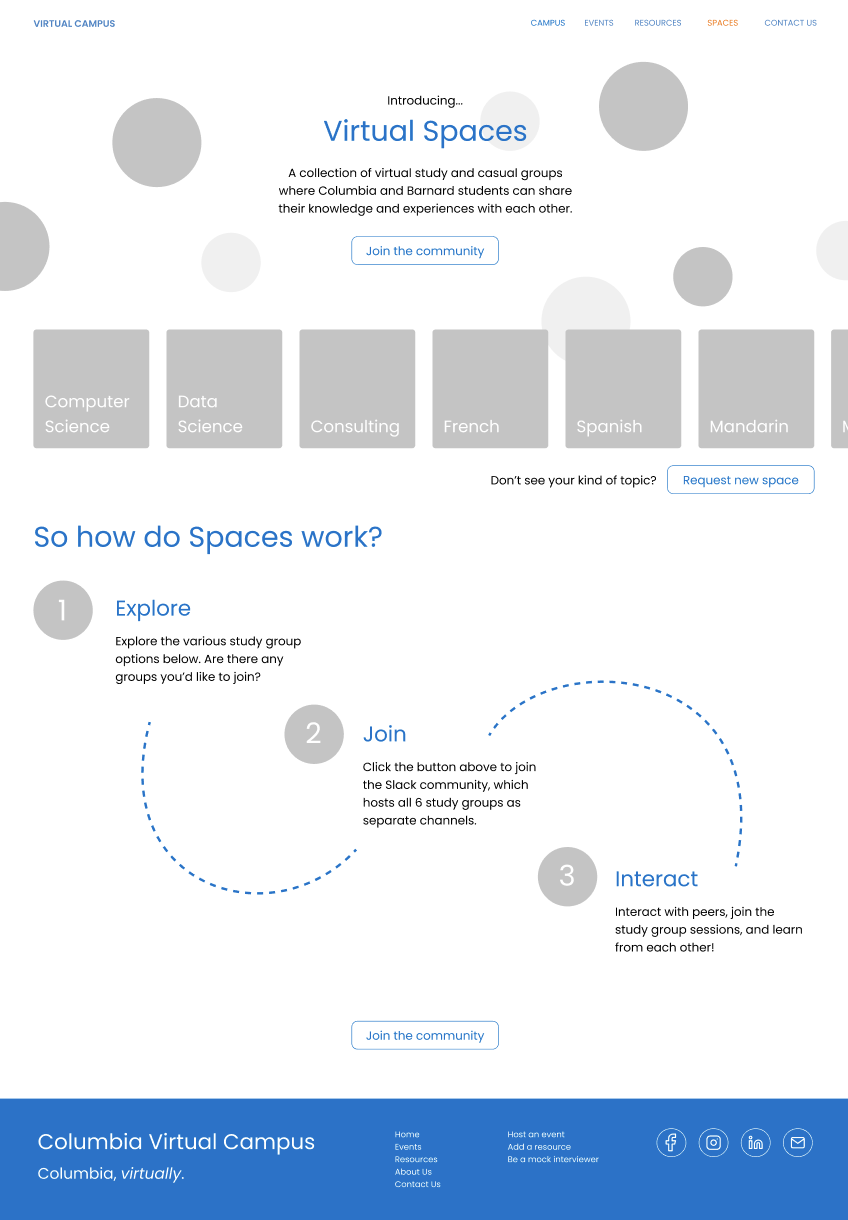 VIRTUAL CAMPUS
CAMPUS
EVENTS
RESOURCES
SPACES
CONTACT US
Introducing...
Virtual Spaces
A collection of virtual study and casual groups
where Columbia and Barnard students can share
their knowledge and experiences with each other.
Join the community
Computer
Science
Data
Science
Consulting
French
Spanish
Mandarin
Don’t see your kind of topic?
Request new space
So how do Spaces work?
1
Explore
Explore the various study group
options below. Are there any
groups you’d like to join?
2
Join
Click the button above to join
the Slack community, which
hosts all 6 study groups as
separate channels.
3
Interact
Interact with peers, join the
study group sessions, and learn
from each other!
Join the community
Columbia Virtual Campus
Columbia, virtually.
Home
Events
Resources
About Us
Contact Us
Host an event
Add a resource
Be a mock interviewer